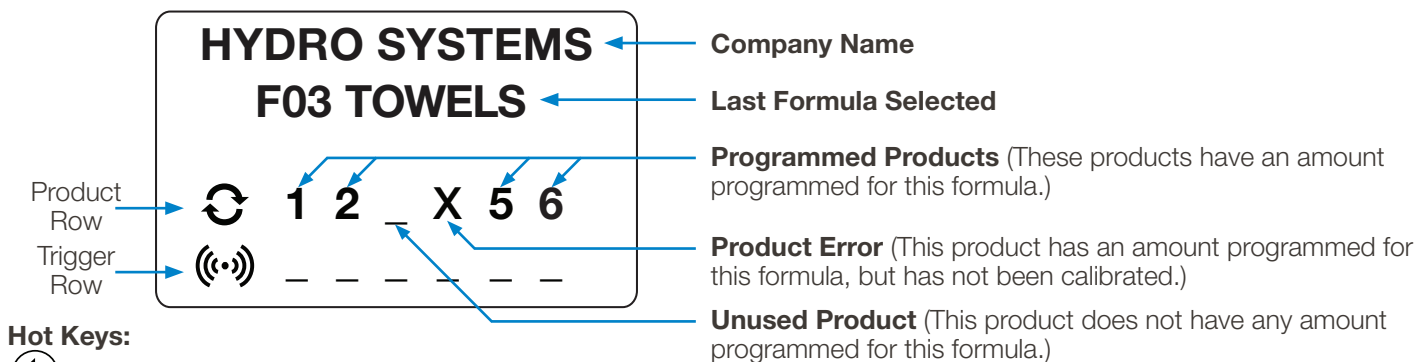 HYDRO SYSTEMS
F03 TOWELS
Company Name
Last Formula Selected
Programmed Products (These products have an amount
programmed for this formula.)
Product
Row
1 2 _ X 5 6
Product Error (This product has an amount programmed for
this formula, but has not been calibrated.)
Trigger
Row
_ _ _ _ _ _
Unused Product (This product does not have any amount
programmed for this formula.)
Hot Keys: